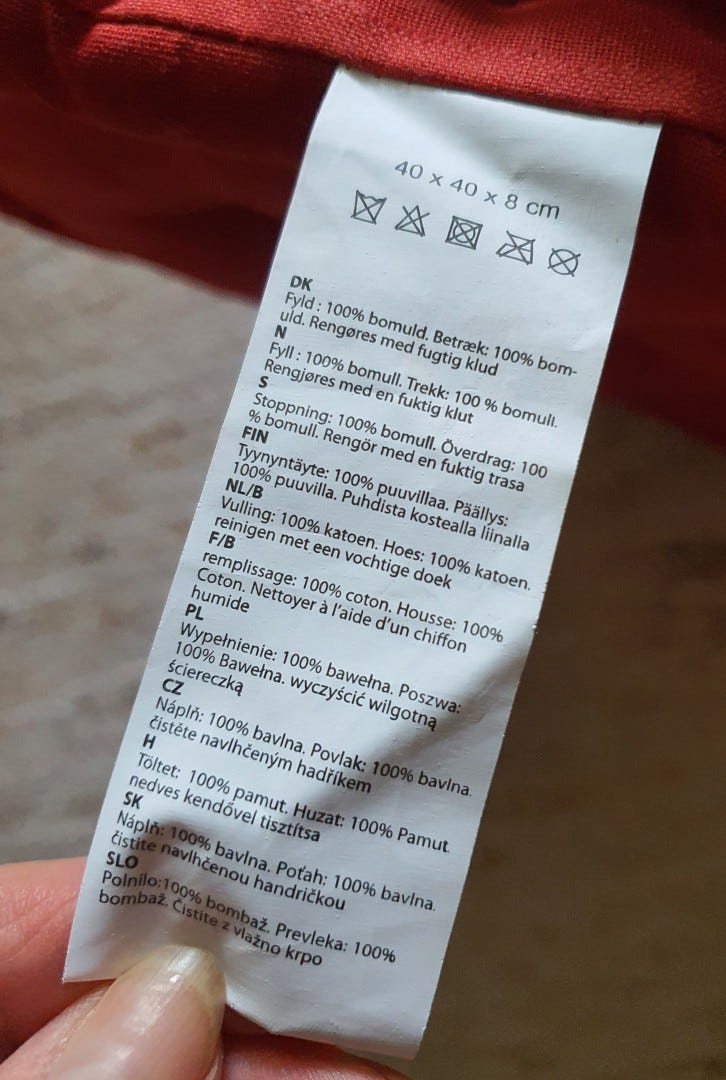 40 x 40 x 8 cm
DK
Fyld : 100% bomuld. Betræk: 100% bom-
uld. Rengøres med fugtig klud
N
Fyll : 100% bomull. Trekk: 100 % bomull.
Rengjøres med en fuktig klut
S
Stoppning: 100% bomull. Överdrag: 100
% bomull. Rengör med en fuktig trasa
FIN
Tyynyntäyte: 100% puuvillaa. Päällys:
100% puuvilla. Puhdista kostealla liinalla
NL/B
Vulling: 100% katoen. Hoes: 100% katoen.
reinigen met een vochtige doek
F/B
remplissage: 100% coton. Housse: 100%
Coton. Nettoyer à l'aide d'un chiffon
humide
PL
Wypełnienie: 100% bawełna. Poszwa:
100% Bawełna. wyczyścić wilgotną
ściereczką
CZ
Náplň: 100% bavlna. Povlak: 100% bavlna.
čistěte navlhčeným hadříkem
H
Töltet: 100% pamut. Huzat: 100% Pamut.
nedves kendővel tisztítsa
SK
Náplň: 100% bavlna. Poťah: 100% bavlna.
čistite navlhčenou handričkou
SLO
Polnilo:100% bombaž. Prevleka: 100%
bombaž. Čistite z vlažno krpo